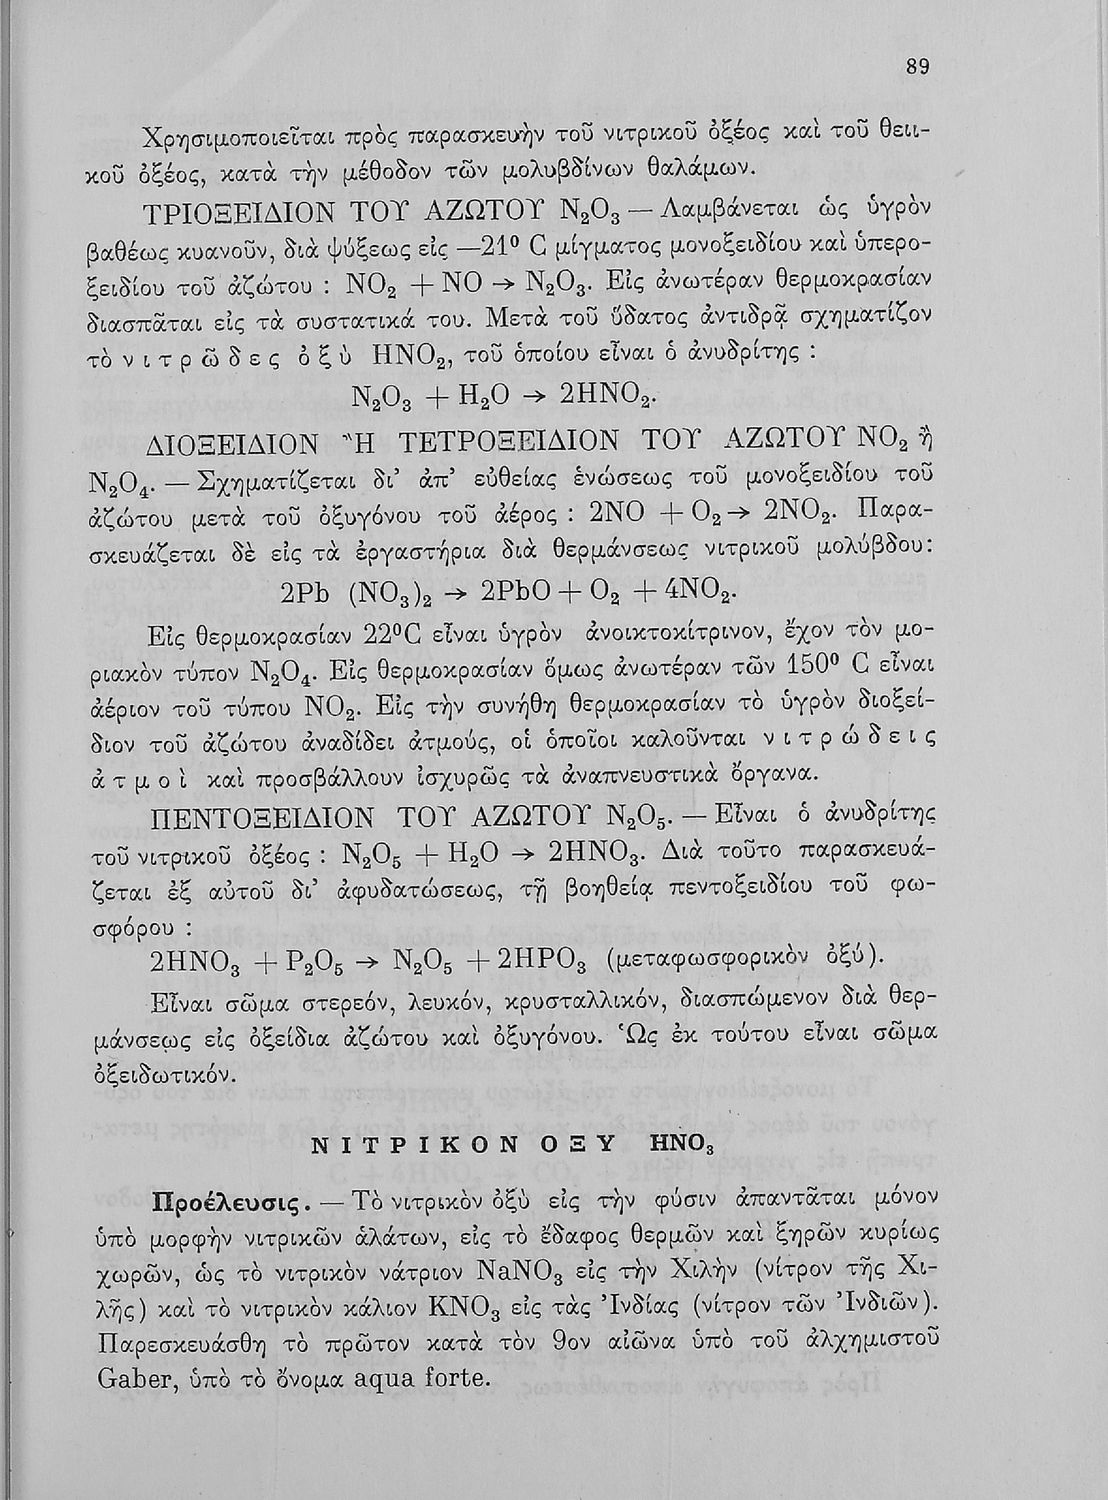 89
Χρησιμοποιεῖται πρὸς παρασκευὴν τοῦ νιτρικοῦ ὀξέος καὶ τοῦ θειι-
κοῦ ὀξέος, κατὰ τὴν μέθοδον τῶν μολυβδίνων θαλάμων.
ΤΡΙΟΞΕΙΔΙΟΝ ΤΟΥ ΑΖΩΤΟΥ N₂O₃ — Λαμβάνεται ὡς ὑγρὸν
βαθέως κυανοῦν, διὰ ψύξεως εἰς —21⁰ C μίγματος μονοξειδίου καὶ ὑπερο-
ξειδίου τοῦ ἀζώτου : NO₂ + NO → N₂O₃. Εἰς ἀνωτέραν θερμοκρασίαν
διασπᾶται εἰς τὰ συστατικά του. Μετὰ τοῦ ὕδατος ἀντιδρᾷ σχηματίζον
τὸ ν ι τ ρ ῶ δ ε ς ὀ ξ ὺ HNO₂, τοῦ ὁποίου εἶναι ὁ ἀνυδρίτης :
N₂O₃ + H₂O → 2HNO₂.
ΔΙΟΞΕΙΔΙΟΝ Ἢ ΤΕΤΡΟΞΕΙΔΙΟΝ ΤΟΥ ΑΖΩΤΟΥ NO₂ ἢ
N₂O₄. — Σχηματίζεται δι’ ἀπ’ εὐθείας ἑνώσεως τοῦ μονοξειδίου τοῦ
ἀζώτου μετὰ τοῦ ὀξυγόνου τοῦ ἀέρος : 2NO + O₂ → 2NO₂. Παρα-
σκευάζεται δὲ εἰς τὰ ἐργαστήρια διὰ θερμάνσεως νιτρικοῦ μολύβδου:
2Pb (NO₃)₂ → 2PbO + O₂ + 4NO₂.
Εἰς θερμοκρασίαν 22⁰C εἶναι ὑγρὸν ἀνοικτοκίτρινον, ἔχον τὸν μο-
ριακὸν τύπον N₂O₄. Εἰς θερμοκρασίαν ὅμως ἀνωτέραν τῶν 150⁰ C εἶναι
ἀέριον τοῦ τύπου NO₂. Εἰς τὴν συνήθη θερμοκρασίαν τὸ ὑγρὸν διοξεί-
διον τοῦ ἀζώτου ἀναδίδει ἀτμούς, οἱ ὁποῖοι καλοῦνται ν ι τ ρ ώ δ ε ι ς
ἀ τ μ ο ὶ καὶ προσβάλλουν ἰσχυρῶς τὰ ἀναπνευστικὰ ὄργανα.
ΠΕΝΤΟΞΕΙΔΙΟΝ ΤΟΥ ΑΖΩΤΟΥ N₂O₅. — Εἶναι ὁ ἀνυδρίτης
τοῦ νιτρικοῦ ὀξέος : N₂O₅ + H₂O → 2HNO₃. Διὰ τοῦτο παρασκευά-
ζεται ἐξ αὐτοῦ δι’ ἀφυδατώσεως, τῇ βοηθείᾳ πεντοξειδίου τοῦ φω-
σφόρου :
2HNO₃ + P₂O₅ → N₂O₅ + 2HPO₃ (μεταφωσφορικὸν ὀξύ).
Εἶναι σῶμα στερεόν, λευκόν, κρυσταλλικόν, διασπώμενον διὰ θερ-
μάνσεως εἰς ὀξείδια ἀζώτου καὶ ὀξυγόνου. Ὡς ἐκ τούτου εἶναι σῶμα
ὀξειδωτικόν.
Ν Ι Τ Ρ Ι Κ Ο Ν Ο Ξ Υ HNO₃
Προέλευσις. — Τὸ νιτρικὸν ὀξὺ εἰς τὴν φύσιν ἀπαντᾶται μόνον
ὑπὸ μορφὴν νιτρικῶν ἁλάτων, εἰς τὸ ἔδαφος θερμῶν καὶ ξηρῶν κυρίως
χωρῶν, ὡς τὸ νιτρικὸν νάτριον NaNO₃ εἰς τὴν Χιλὴν (νίτρον τῆς Χι-
λῆς) καὶ τὸ νιτρικὸν κάλιον KNO₃ εἰς τὰς Ἰνδίας (νίτρον τῶν Ἰνδιῶν).
Παρεσκευάσθη τὸ πρῶτον κατὰ τὸν 9ον αἰῶνα ὑπὸ τοῦ ἀλχημιστοῦ
Gaber, ὑπὸ τὸ ὄνομα aqua forte.